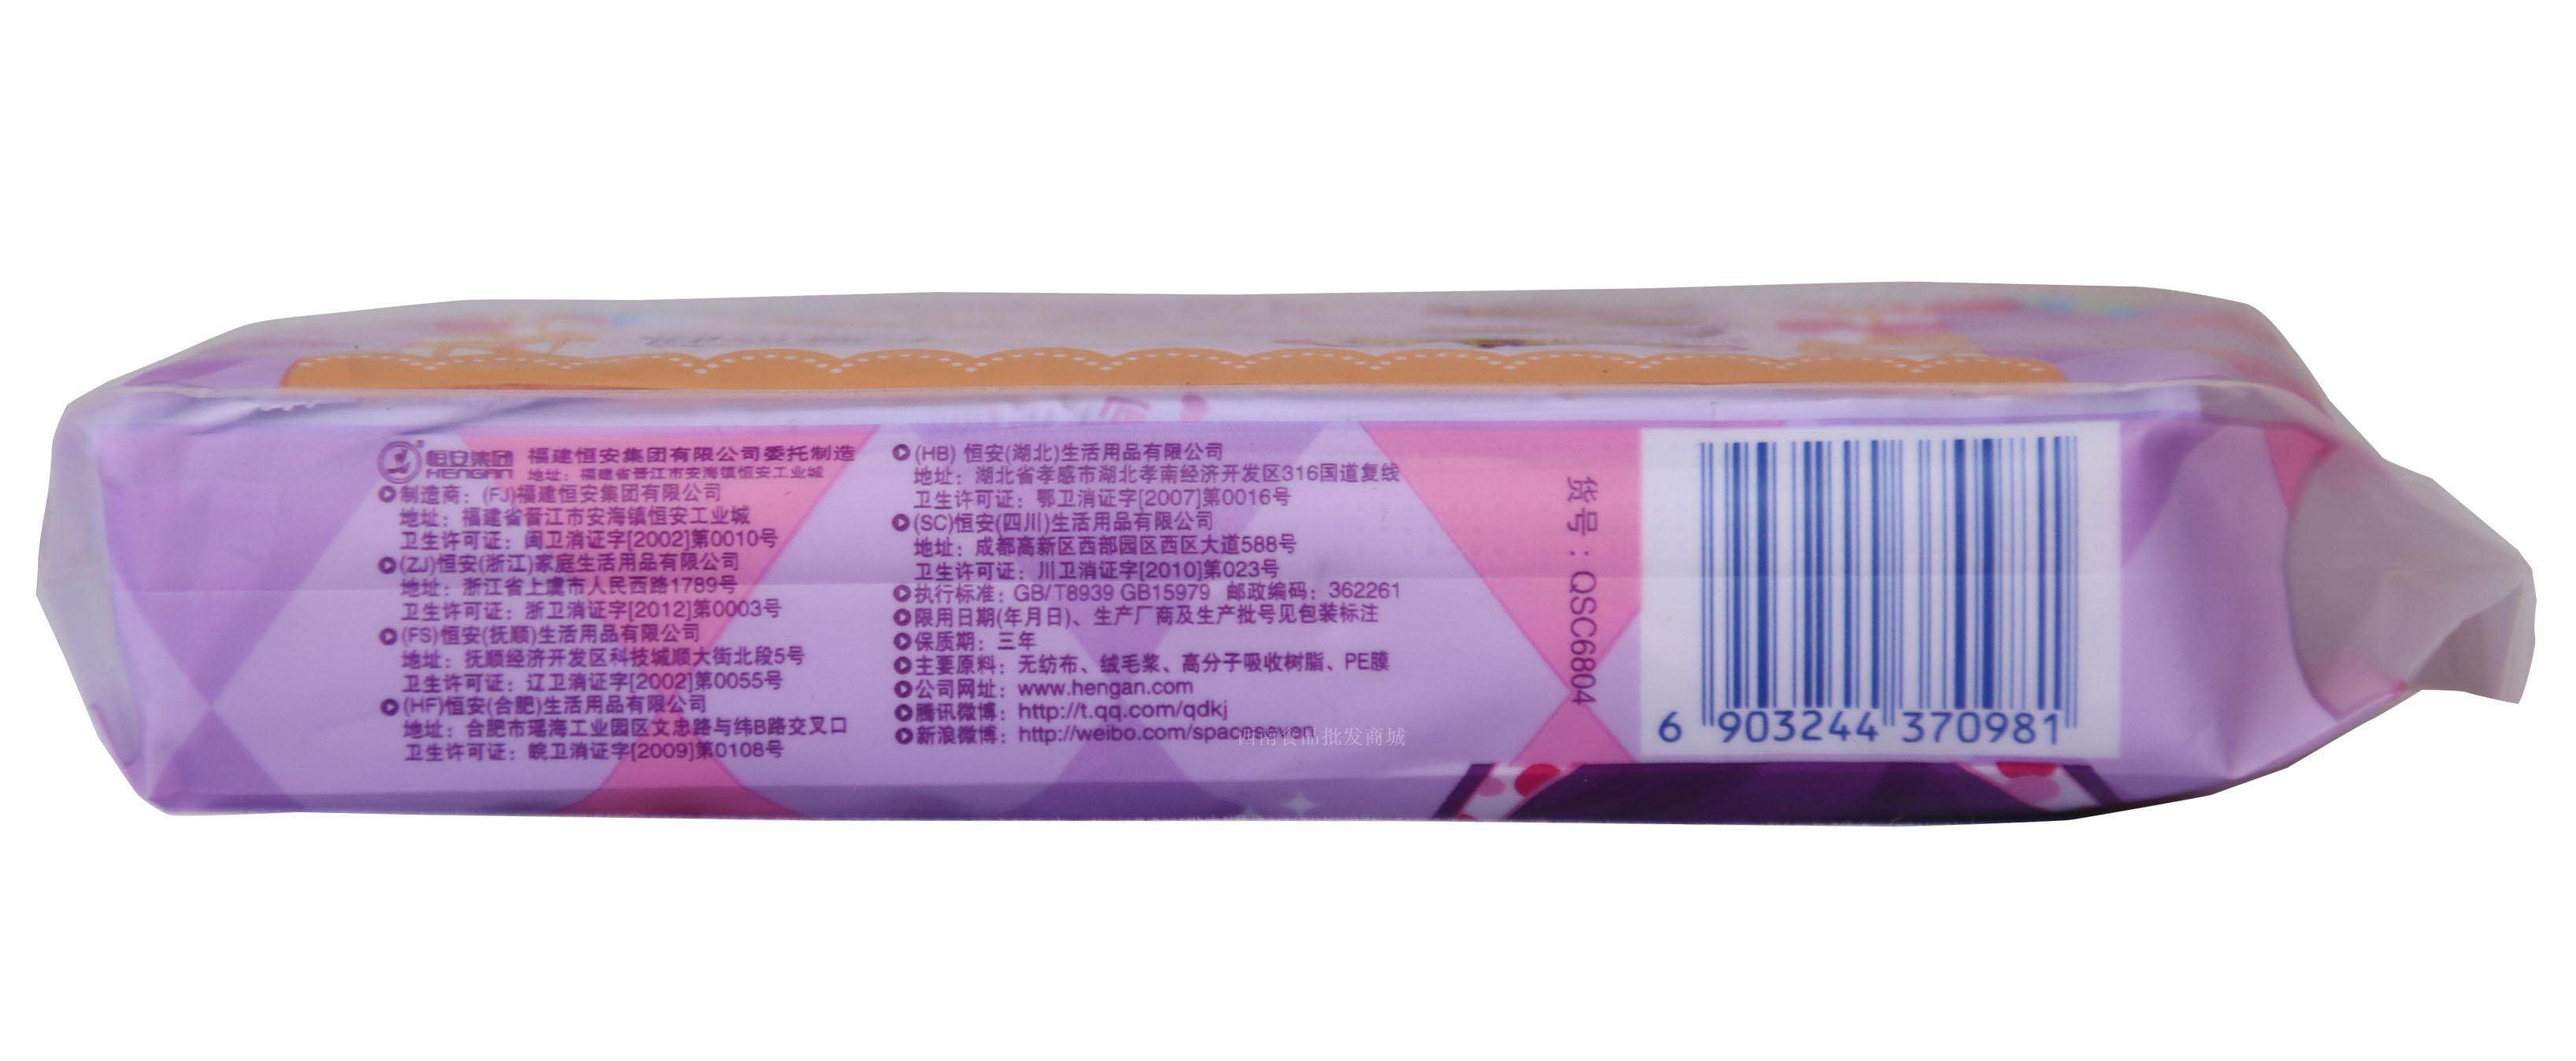 恒安集团 福建恒安集团有限公司委托制造
HENGAN 地址：福建省晋江市安海镇恒安工业城
制造商：(FJ)福建恒安集团有限公司
地址：福建省晋江市安海镇恒安工业城
卫生许可证：闽卫消证字[2002]第0010号
(ZJ)恒安(浙江)家庭生活用品有限公司
地址：浙江省上虞市人民西路1789号
卫生许可证：浙卫消证字[2012]第0003号
(FS)恒安(抚顺)生活用品有限公司
地址：抚顺经济开发区科技城顺大街北段5号
卫生许可证：辽卫消证字[2002]第0055号
(HF)恒安(合肥)生活用品有限公司
地址：合肥市瑶海工业园区文忠路与纬B路交叉口
卫生许可证：皖卫消证字[2009]第0108号
(HB) 恒安(湖北)生活用品有限公司
地址：湖北省孝感市湖北孝南经济开发区316国道复线
卫生许可证：鄂卫消证字[2007]第0016号
(SC)恒安(四川)生活用品有限公司
地址：成都高新区西部园区西区大道588号
卫生许可证：川卫消证字[2010]第023号
执行标准：GB/T8939 GB15979 邮政编码：362261
限用日期(年月日)、生产厂商及生产批号见包装标注
保质期：三年
主要原料：无纺布、绒毛浆、高分子吸收树脂、PE膜
公司网址：www.hengan.com
腾讯微博：http://t.qq.com/qdkj
新浪微博：http://weibo.com/spaceseven
西南食品批发商城
货号：QSC6804
6 903244 370981